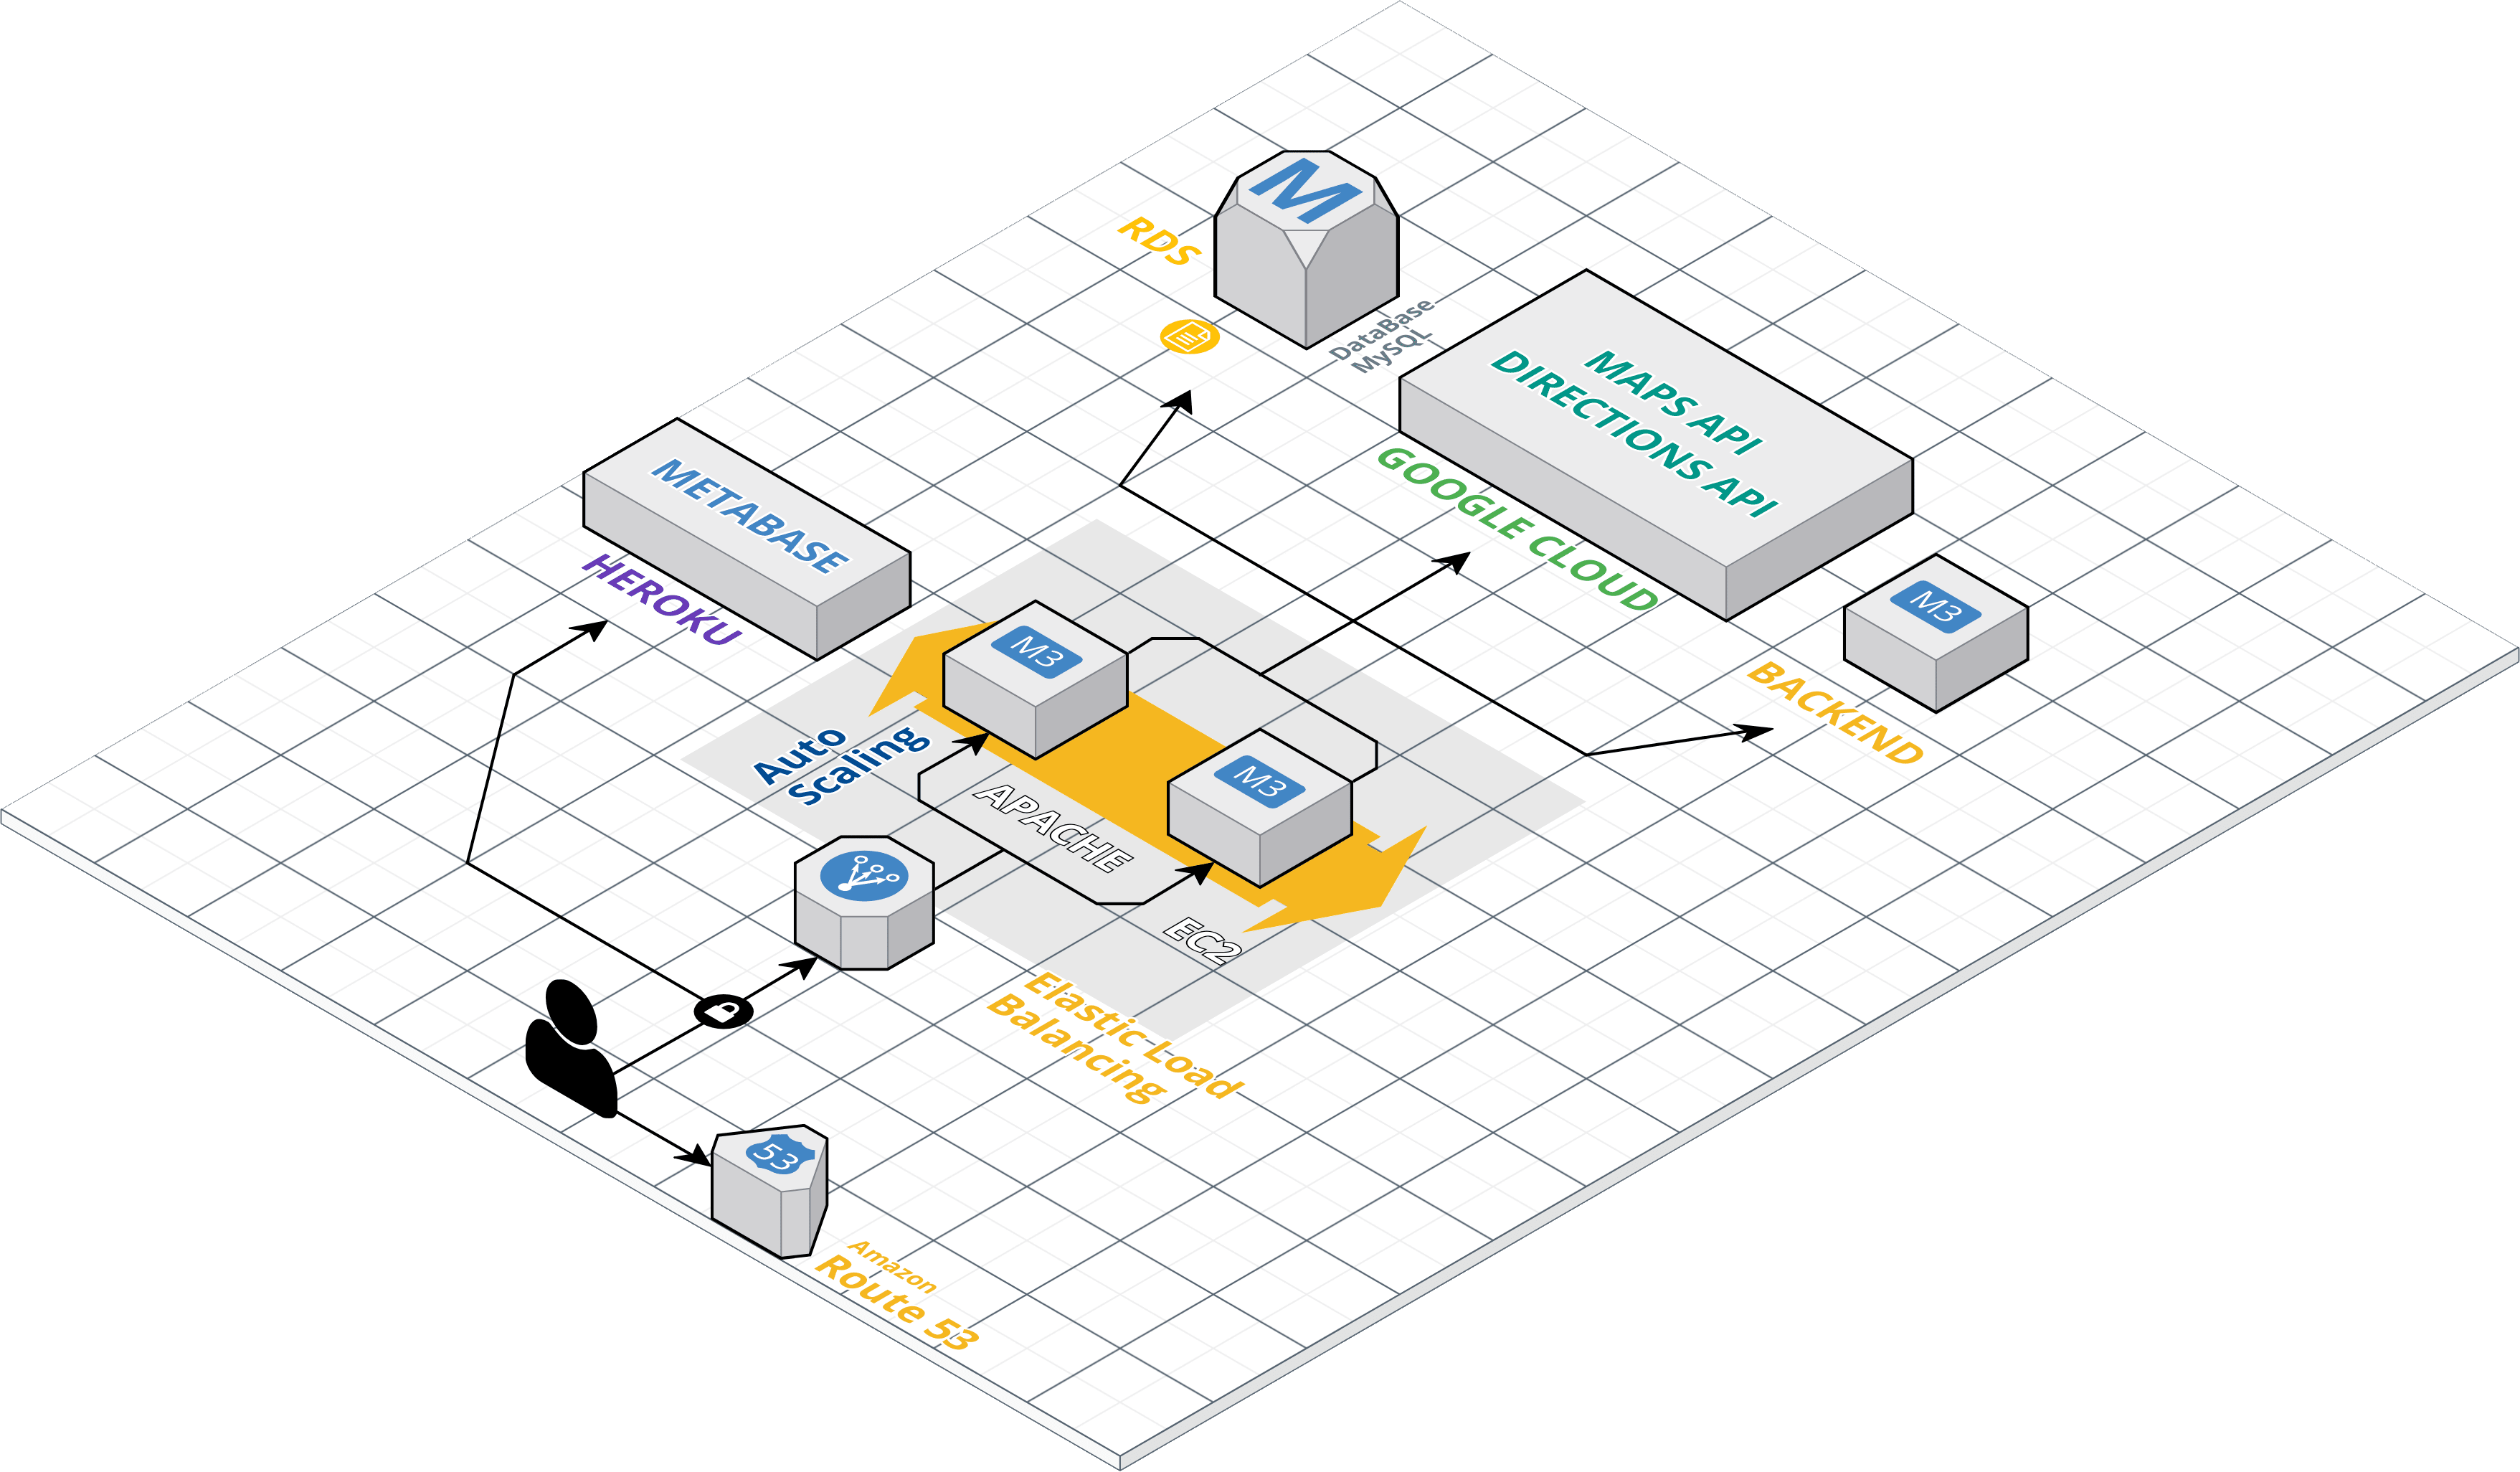 M
RDS
DataBase
MySQL
MAPS API
DIRECTIONS API
GOOGLE CLOUD
METABASE
HEROKU
M3
BACKEND
M3
M3
Auto
Scaling
APACHE
EC2
Elastic Load
Balancing
53
Amazon
Route 53